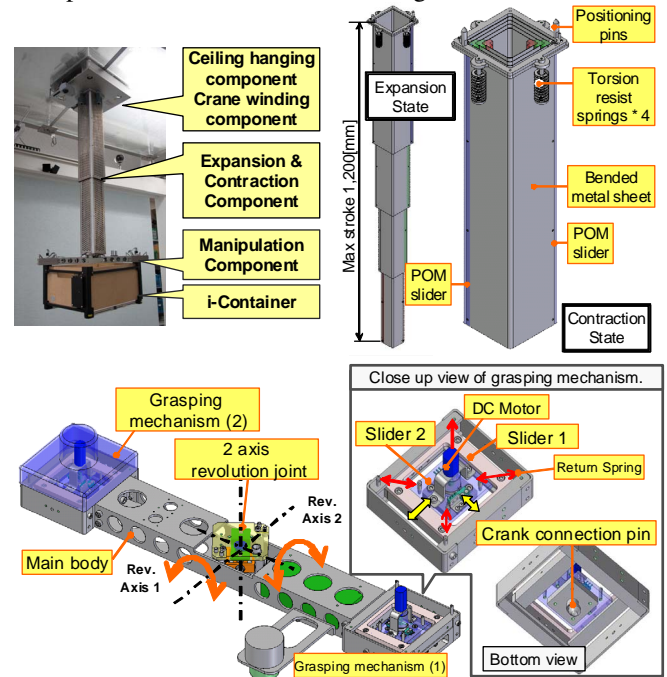 Ceiling hanging
component
Crane winding
component
Expansion &
Contraction
Component
Manipulation
Component
i-Container
Max stroke 1,200[mm]
Expansion
State
Positioning
pins
Torsion
resist
springs * 4
Bended
metal sheet
POM
slider
POM
slider
Contraction
State
Grasping
mechanism (2)
2 axis
revolution joint
Rev.
Axis 2
Main body
Rev.
Axis 1
Grasping mechanism (1)
Close up view of grasping mechanism.
DC Motor
Slider 2
Slider 1
Return Spring
Crank connection pin
Bottom view